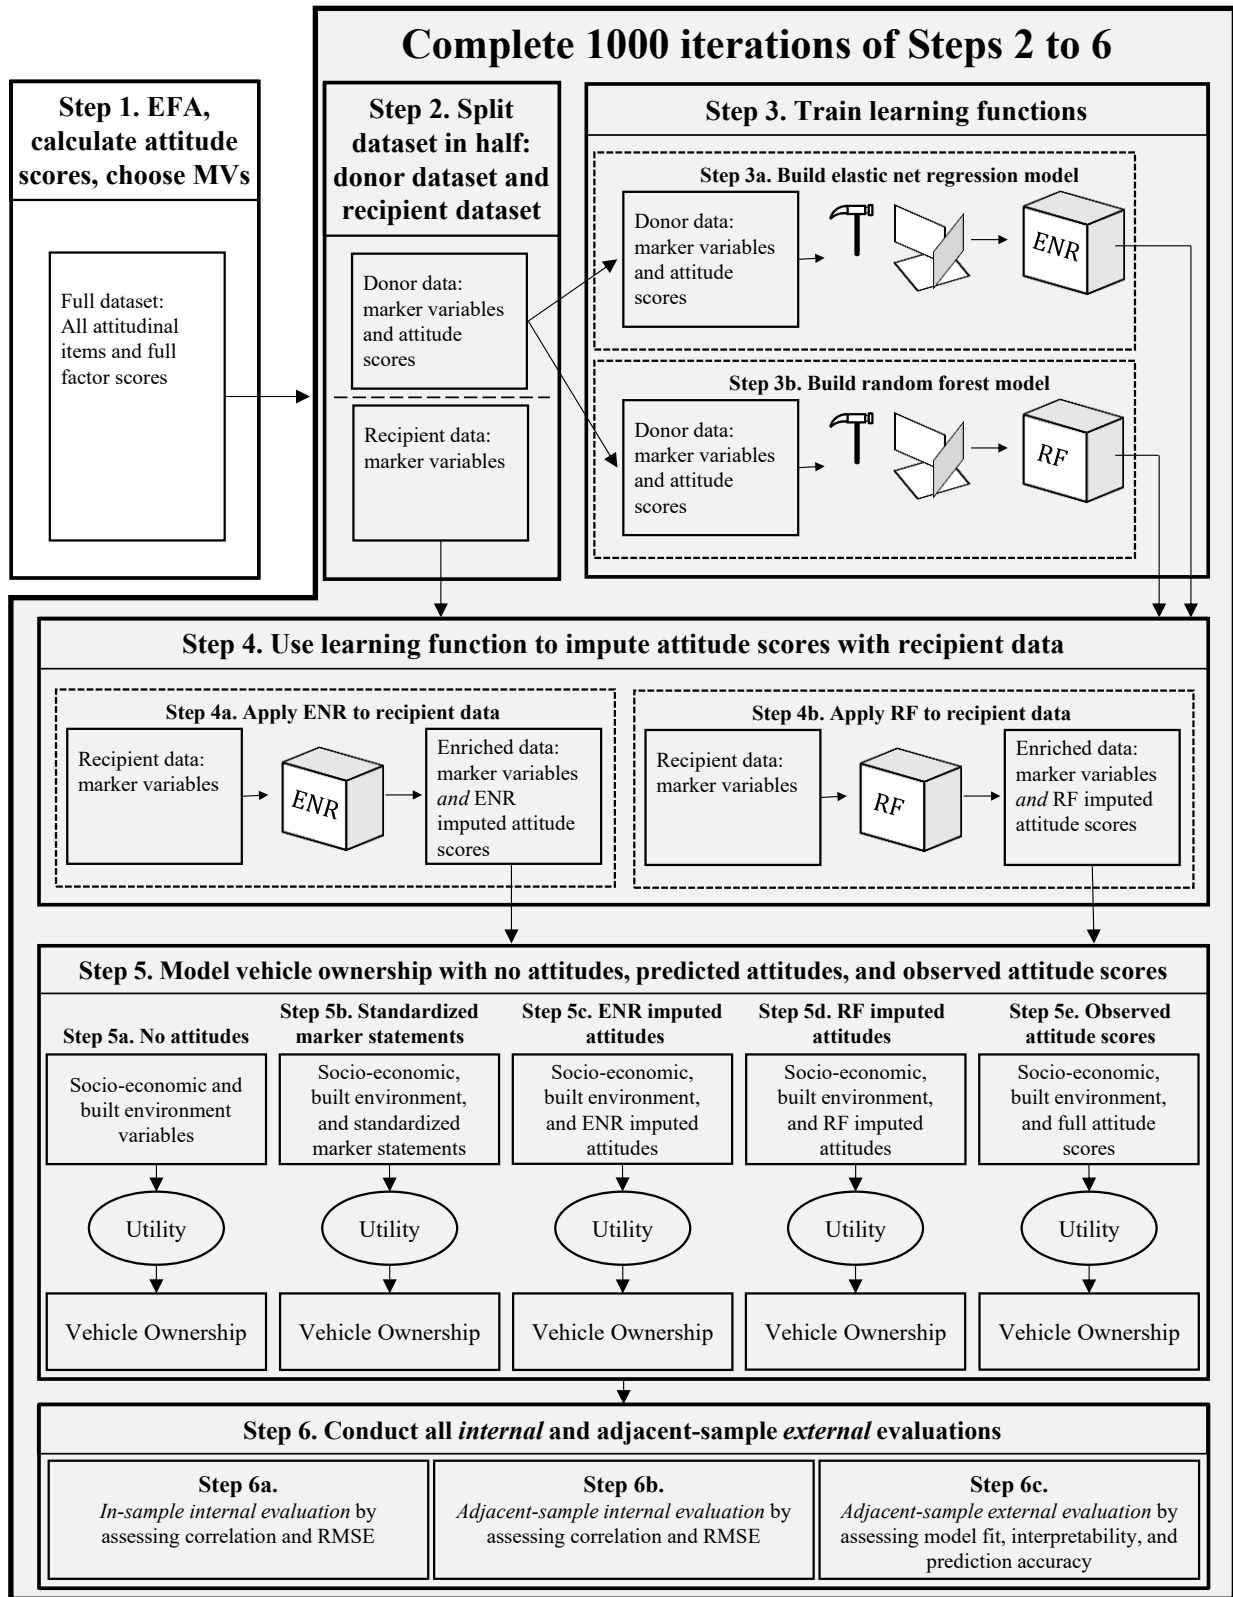 Complete 1000 iterations of Steps 2 to 6
Step 1. EFA,
calculate attitude
scores, choose MVs
Full dataset:
All attitudinal
items and full
factor scores
Step 2. Split
dataset in half:
donor dataset and
recipient dataset
Donor data:
marker variables
and attitude
scores
Recipient data:
marker variables
Step 3. Train learning functions
Step 3a. Build elastic net regression model
Donor data:
marker variables
and attitude
scores
ENR
Step 3b. Build random forest model
Donor data:
marker variables
and attitude
scores
RF
Step 4. Use learning function to impute attitude scores with recipient data
Step 4a. Apply ENR to recipient data
Recipient data:
marker variables
ENR
Enriched data:
marker variables
and ENR
imputed attitude
scores
Step 4b. Apply RF to recipient data
Recipient data:
marker variables
RF
Enriched data:
marker variables
and RF imputed
attitude scores
Step 5. Model vehicle ownership with no attitudes, predicted attitudes, and observed attitude scores
Step 5a. No attitudes
Socio-economic and
built environment
variables
Utility
Vehicle Ownership
Step 5b. Standardized
marker statements
Socio-economic,
built environment,
and standardized
marker statements
Utility
Vehicle Ownership
Step 5c. ENR imputed
attitudes
Socio-economic,
built environment,
and ENR imputed
attitudes
Utility
Vehicle Ownership
Step 5d. RF imputed
attitudes
Socio-economic,
built environment,
and RF imputed
attitudes
Utility
Vehicle Ownership
Step 5e. Observed
attitude scores
Socio-economic,
built environment,
and full attitude
scores
Utility
Vehicle Ownership
Step 6. Conduct all internal and adjacent-sample external evaluations
Step 6a.
In-sample internal evaluation by
assessing correlation and RMSE
Step 6b.
Adjacent-sample internal evaluation by
assessing correlation and RMSE
Step 6c.
Adjacent-sample external evaluation by
assessing model fit, interpretability, and
prediction accuracy